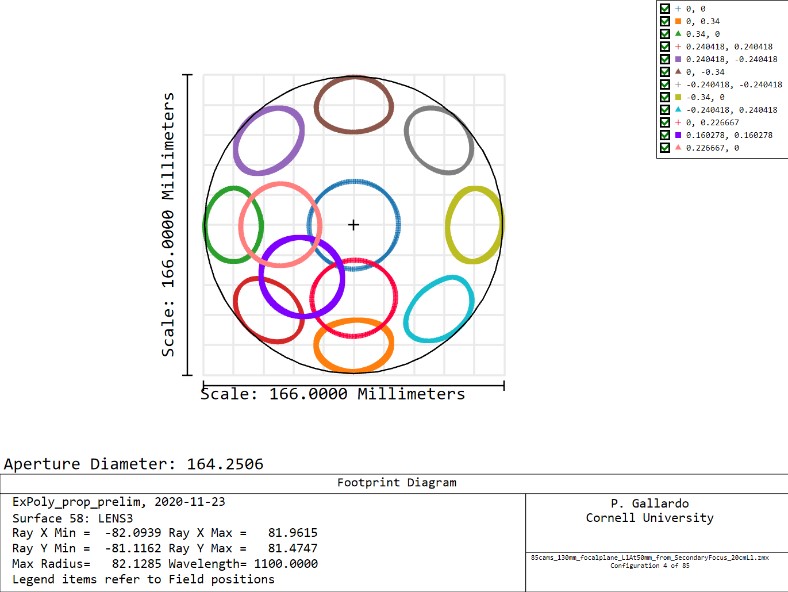 0, 0
0, 0.34
0.34, 0
0.240418, 0.240418
0.240418, -0.240418
0, -0.34
-0.240418, -0.240418
-0.34, 0
-0.240418, 0.240418
0, 0.226667
0.160278, 0.160278
0.226667, 0
Scale: 166.0000 Millimeters
Scale: 166.0000 Millimeters
Aperture Diameter: 164.2506
Footprint Diagram
ExPoly_prop_prelim, 2020-11-23
Surface 58: LENS3
Ray X Min = -82.0939 Ray X Max = 81.9615
Ray Y Min = -81.1162 Ray Y Max = 81.4747
Max Radius= 82.1285 Wavelength= 1100.0000
Legend items refer to Field positions
P. Gallardo
Cornell University
85cams_130mm_focalplane_L1At50mm_from_SecondaryFocus_20cmLl.zmx
Configuration 4 of 85